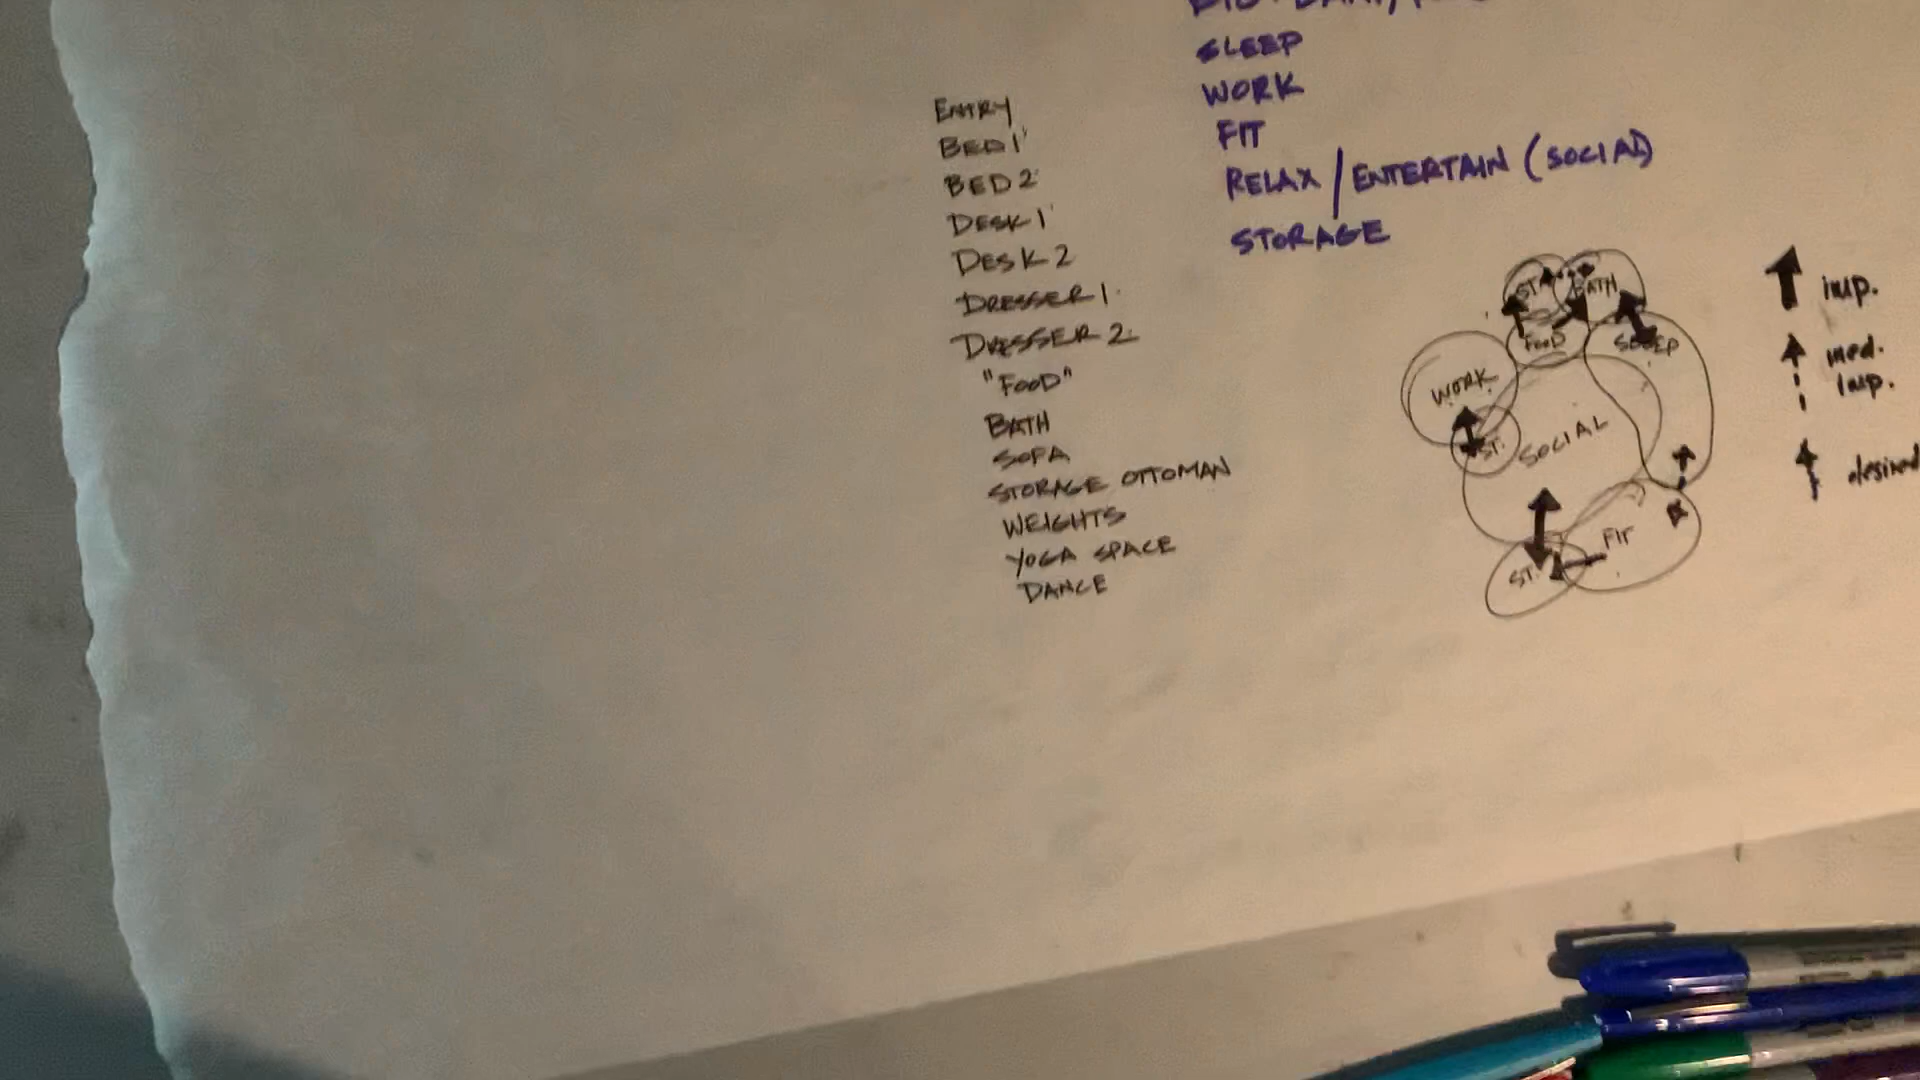 SLEEP
WORK
FIT
RELAX / ENTERTAIN (SOCIAL)
STORAGE
ENTRY
BED 1
BED 2
DESK 1
DESK 2
DRESSER 1
DRESSER 2
"FOOD"
BATH
SOFA
STORAGE OTTOMAN
WEIGHTS
YOGA SPACE
DANCE
ST.
BATH
FOOD
SLEEP
WORK
ST.
SOCIAL
FIT
ST.
imp.
med.
imp.
desired